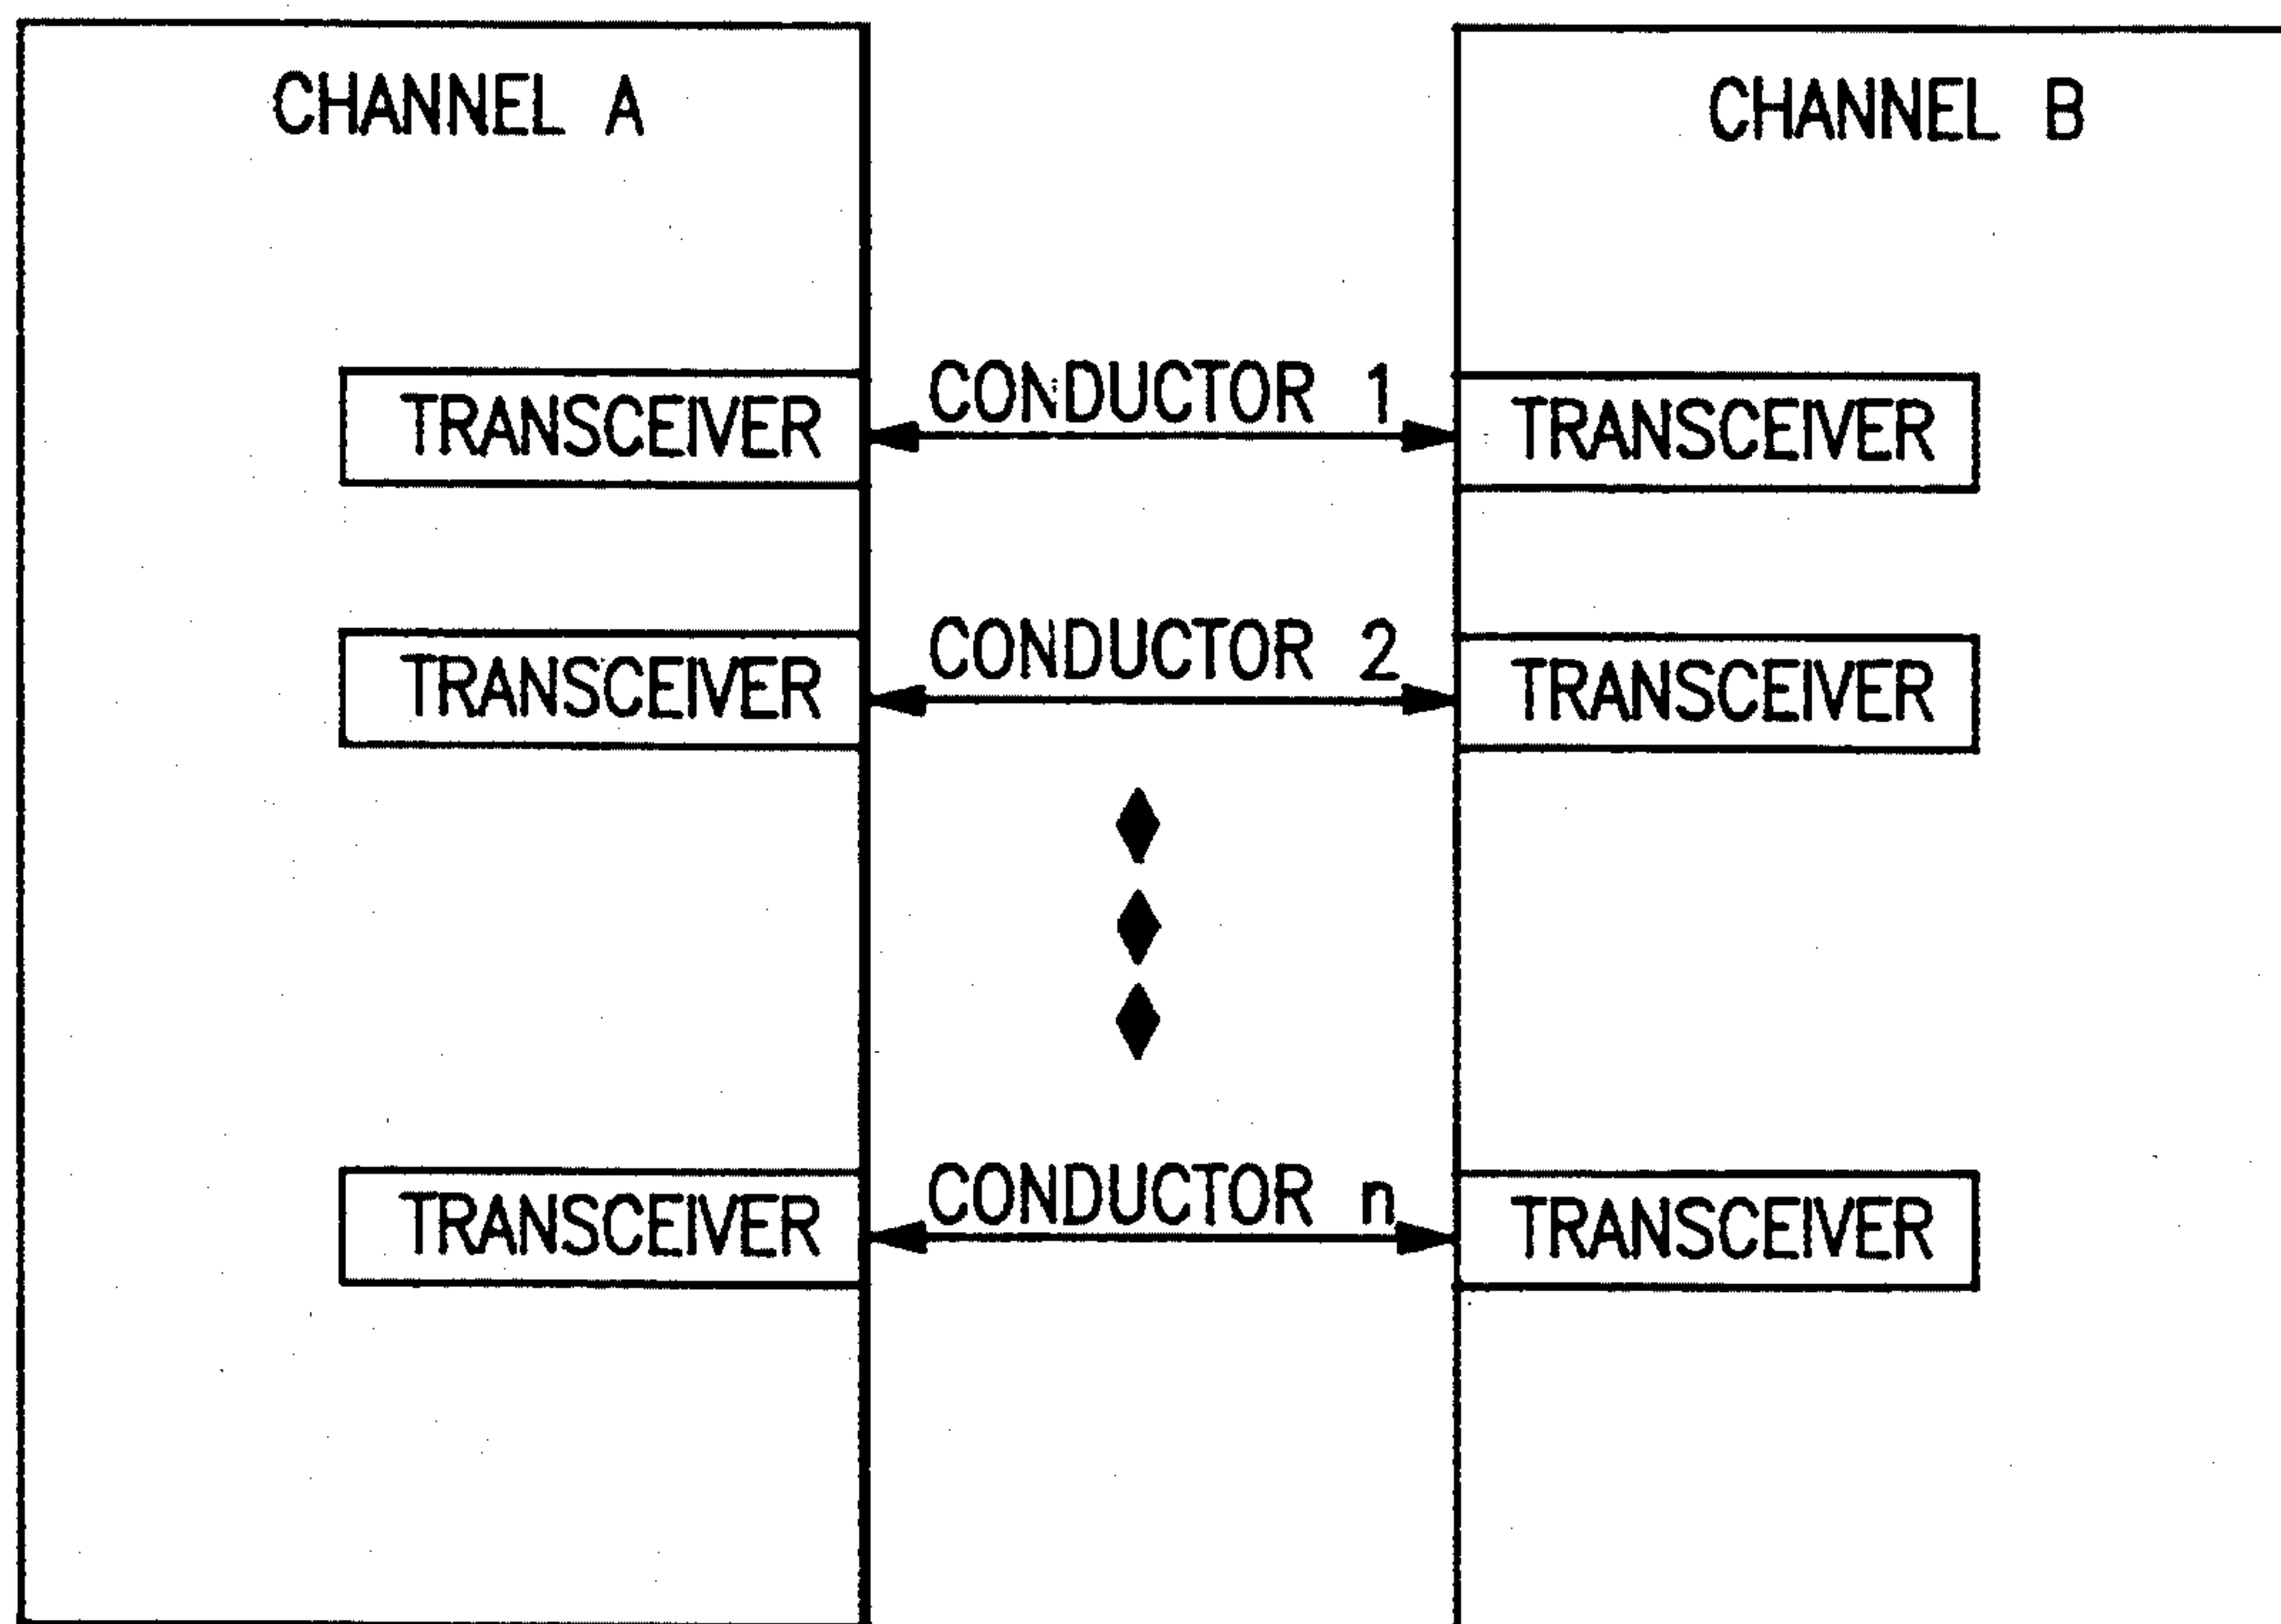 CHANNEL A
CHANNEL B
TRANSCEIVER
CONDUCTOR 1
TRANSCEIVER
TRANSCEIVER
CONDUCTOR 2
TRANSCEIVER
TRANSCEIVER
CONDUCTOR n
TRANSCEIVER